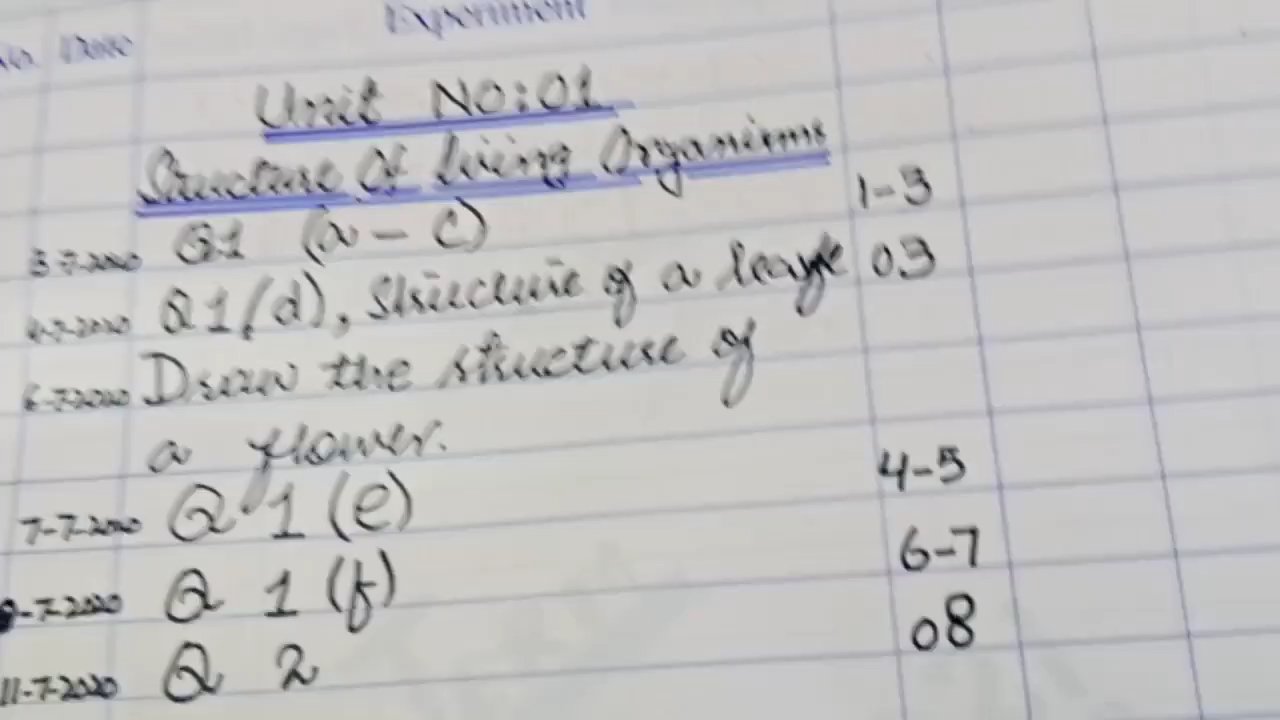 No. Date Experiment
Unit No:01
Structure Of living Organisms
3-7-2020 Q1 (a-c) 1-3
4-7-2020 Q1(d), Structure of a leaf 03
6-7-2020 Draw the structure of
a flower.
7-7-2020 Q 1 (e) 4-5
9-7-2020 Q 1 (f) 6-7
11-7-2020 Q 2 08